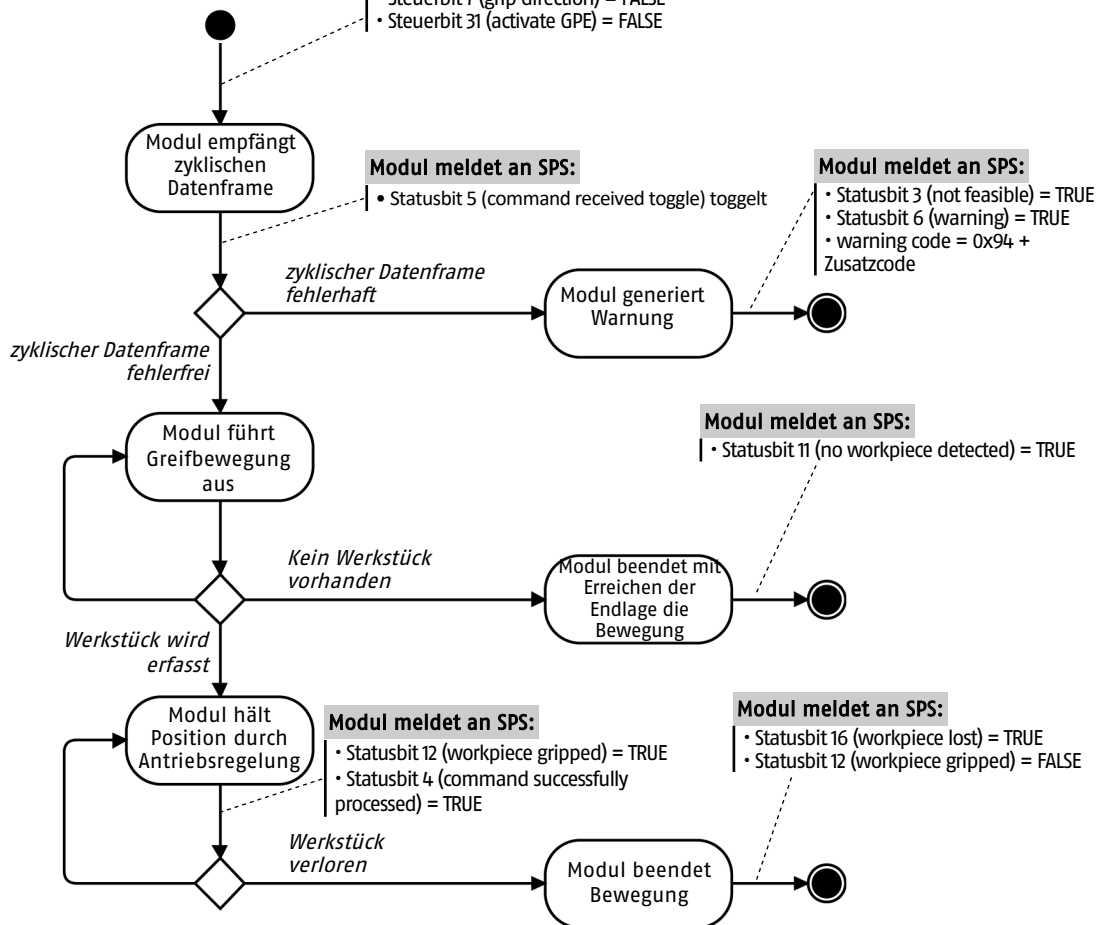 • Steuerbit 7 (grip direction) = FALSE
• Steuerbit 31 (activate GPE) = FALSE
Modul empfängt
zyklischen
Datenframe
Modul meldet an SPS:
• Statusbit 5 (command received toggle) toggelt
Modul meldet an SPS:
• Statusbit 3 (not feasible) = TRUE
• Statusbit 6 (warning) = TRUE
• warning code = 0x94 +
Zusatzcode
zyklischer Datenframe
fehlerhaft
Modul generiert
Warnung
zyklischer Datenframe
fehlerfrei
Modul führt
Greifbewegung
aus
Modul meldet an SPS:
• Statusbit 11 (no workpiece detected) = TRUE
Kein Werkstück
vorhanden
Modul beendet mit
Erreichen der
Endlage die
Bewegung
Werkstück wird
erfasst
Modul hält
Position durch
Antriebsregelung
Modul meldet an SPS:
• Statusbit 12 (workpiece gripped) = TRUE
• Statusbit 4 (command successfully
processed) = TRUE
Modul meldet an SPS:
• Statusbit 16 (workpiece lost) = TRUE
• Statusbit 12 (workpiece gripped) = FALSE
Werkstück
verloren
Modul beendet
Bewegung